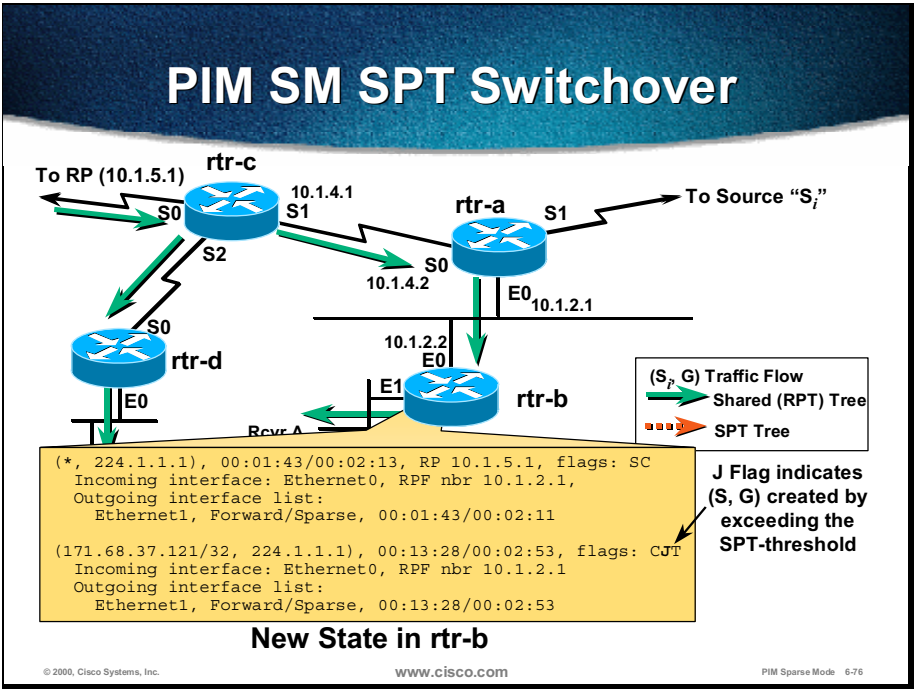 PIM SM SPT Switchover
To RP (10.1.5.1)
rtr-c
10.1.4.1
S0
S1
S2
rtr-a
S1
To Source “Si”
S0
10.1.4.2
E0
10.1.2.1
S0
rtr-d
E0
10.1.2.2
E0
E1
rtr-b
Rcvr A
(Si, G) Traffic Flow
Shared (RPT) Tree
SPT Tree
(*, 224.1.1.1), 00:01:43/00:02:13, RP 10.1.5.1, flags: SC
Incoming interface: Ethernet0, RPF nbr 10.1.2.1,
Outgoing interface list:
Ethernet1, Forward/Sparse, 00:01:43/00:02:11
(171.68.37.121/32, 224.1.1.1), 00:13:28/00:02:53, flags: CJT
Incoming interface: Ethernet0, RPF nbr 10.1.2.1
Outgoing interface list:
Ethernet1, Forward/Sparse, 00:13:28/00:02:53
J Flag indicates
(S, G) created by
exceeding the
SPT-threshold
New State in rtr-b
© 2000, Cisco Systems, Inc.
www.cisco.com
PIM Sparse Mode 6-76